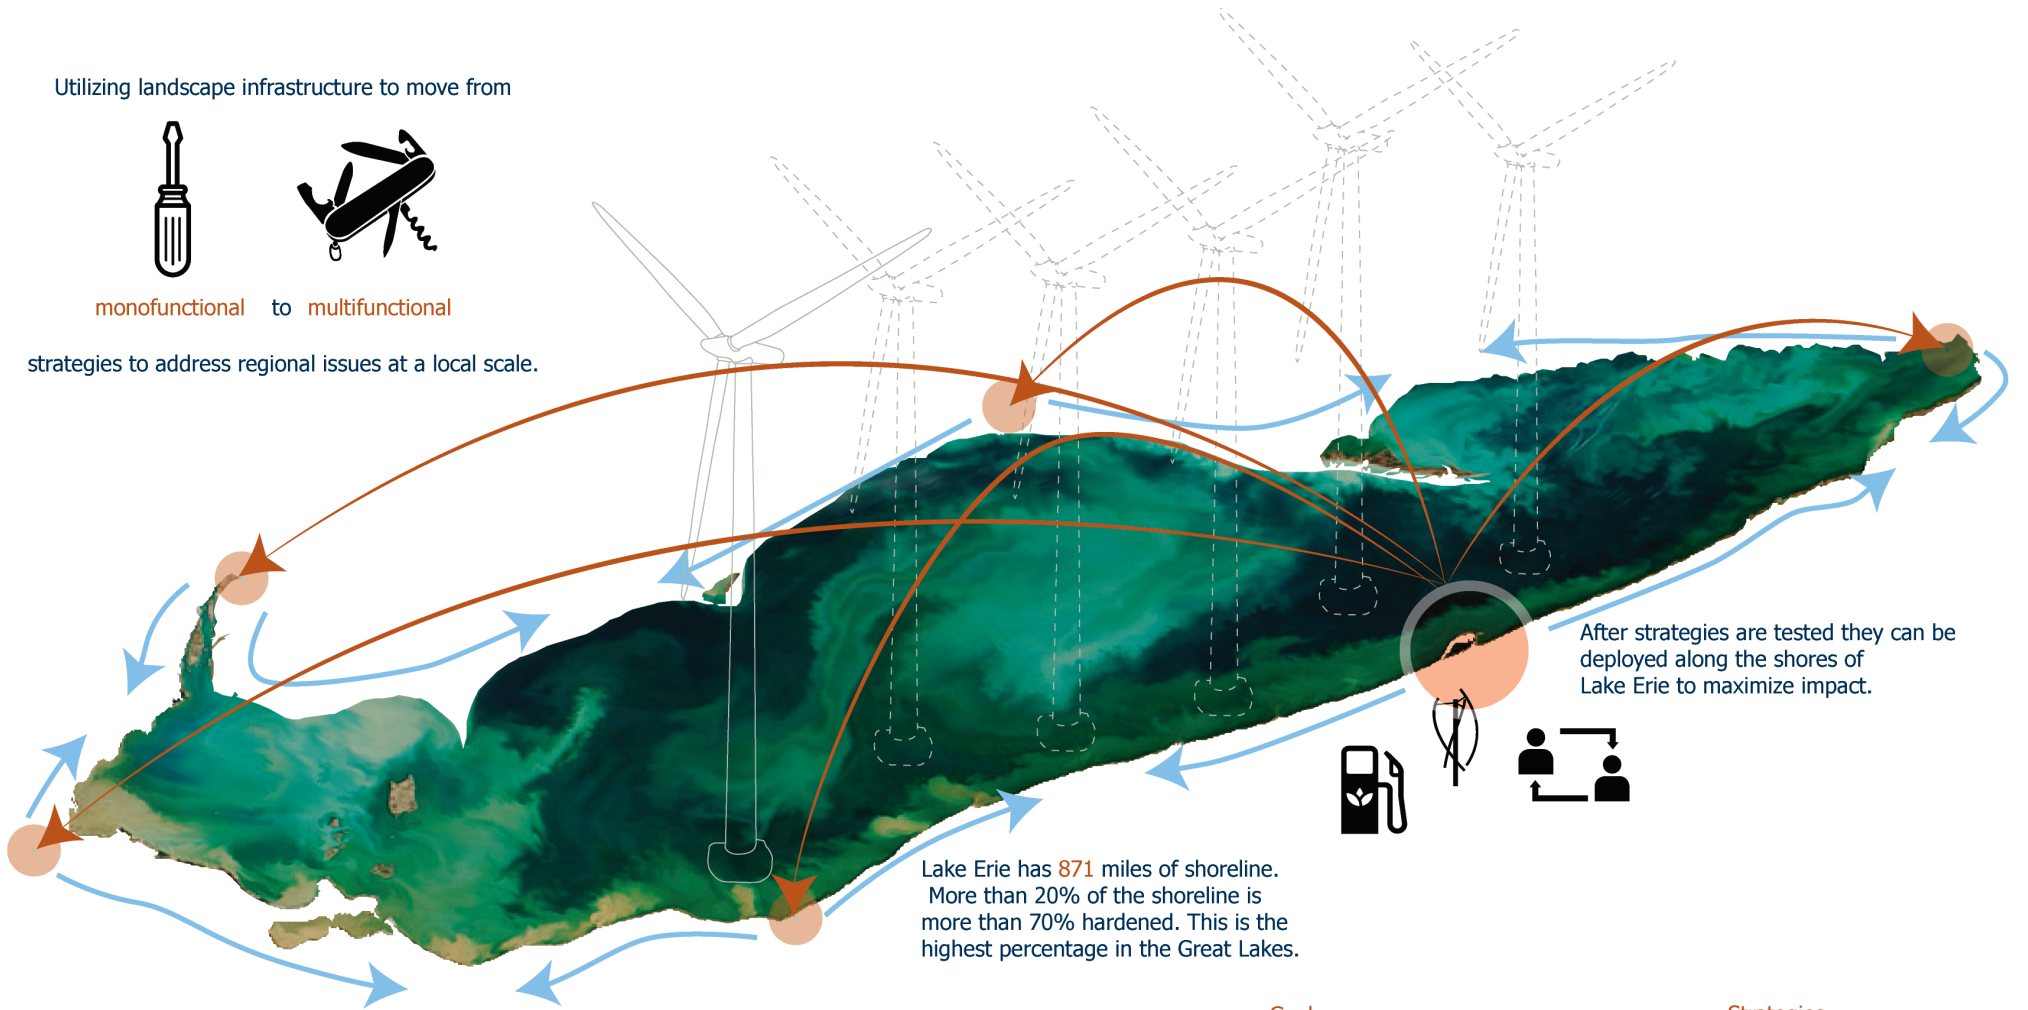 Utilizing landscape infrastructure to move from
monofunctional to multifunctional
strategies to address regional issues at a local scale.
After strategies are tested they can be
deployed along the shores of
Lake Erie to maximize impact.
Lake Erie has 871 miles of shoreline.
More than 20% of the shoreline is
more than 70% hardened. This is the
highest percentage in the Great Lakes.
Strategies